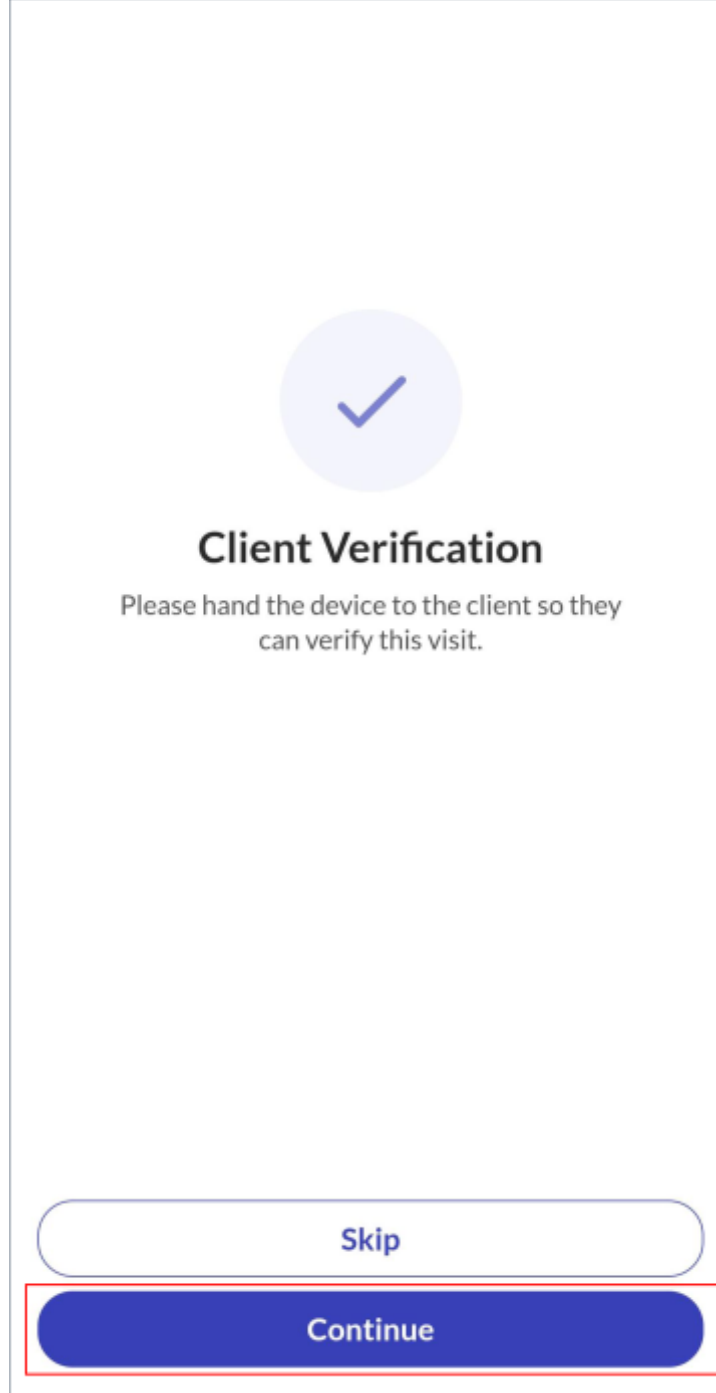 Client Verification
Please hand the device to the client so they
can verify this visit.
Skip
Continue